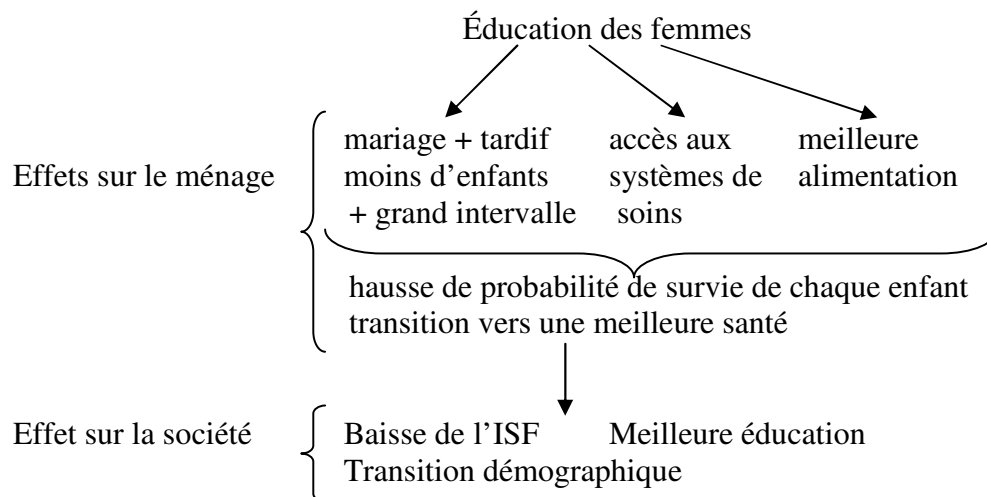 Éducation des femmes
mariage + tardif accès aux meilleure
Effets sur le ménage moins d’enfants systèmes de alimentation
+ grand intervalle soins
hausse de probabilité de survie de chaque enfant
transition vers une meilleure santé
Effet sur la société Baisse de l’ISF Meilleure éducation
Transition démographique